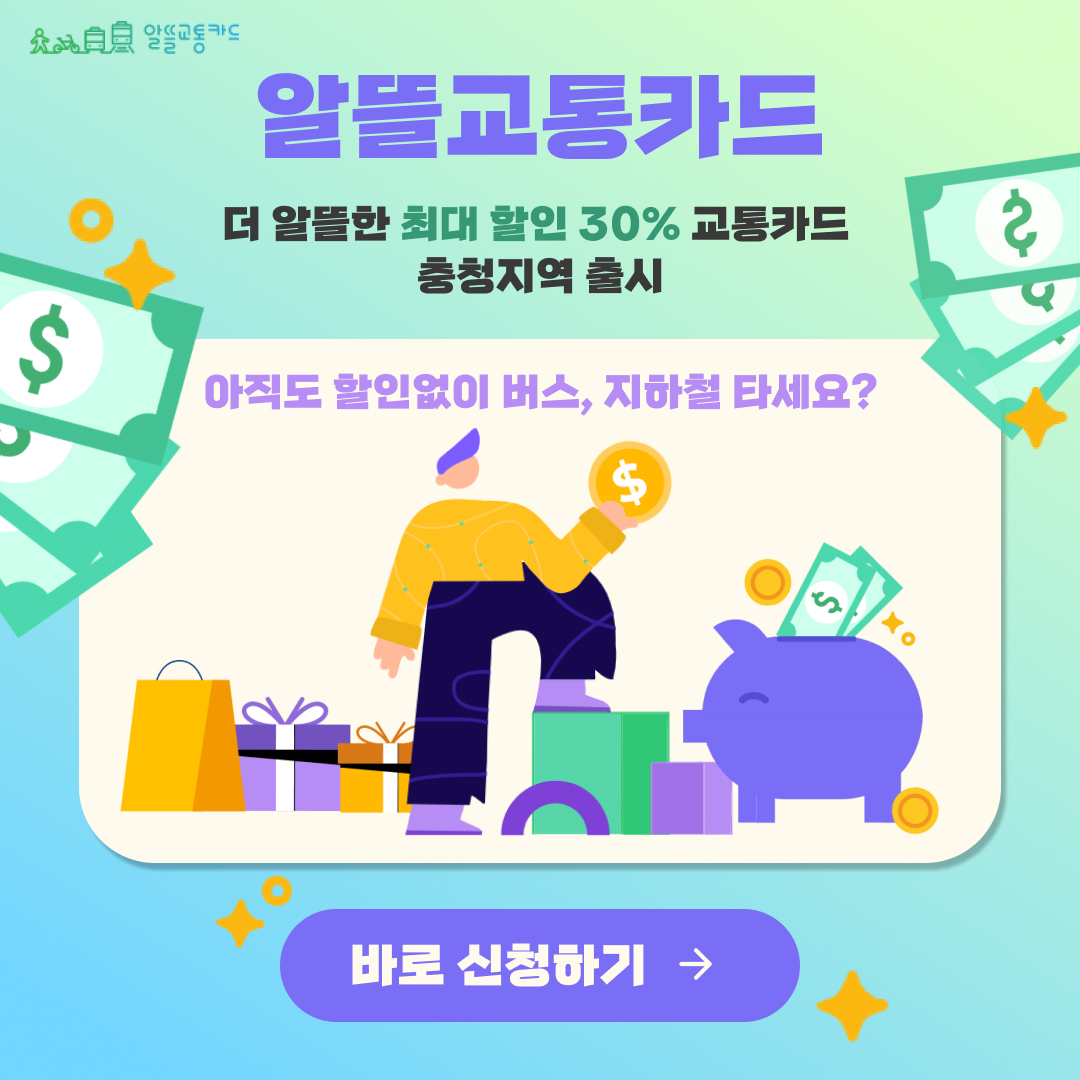 알뜰교통카드
알뜰교통카드
더 알뜰한 최대 할인 30% 교통카드
충청지역 출시
아직도 할인없이 버스, 지하철 타세요?
바로 신청하기 →